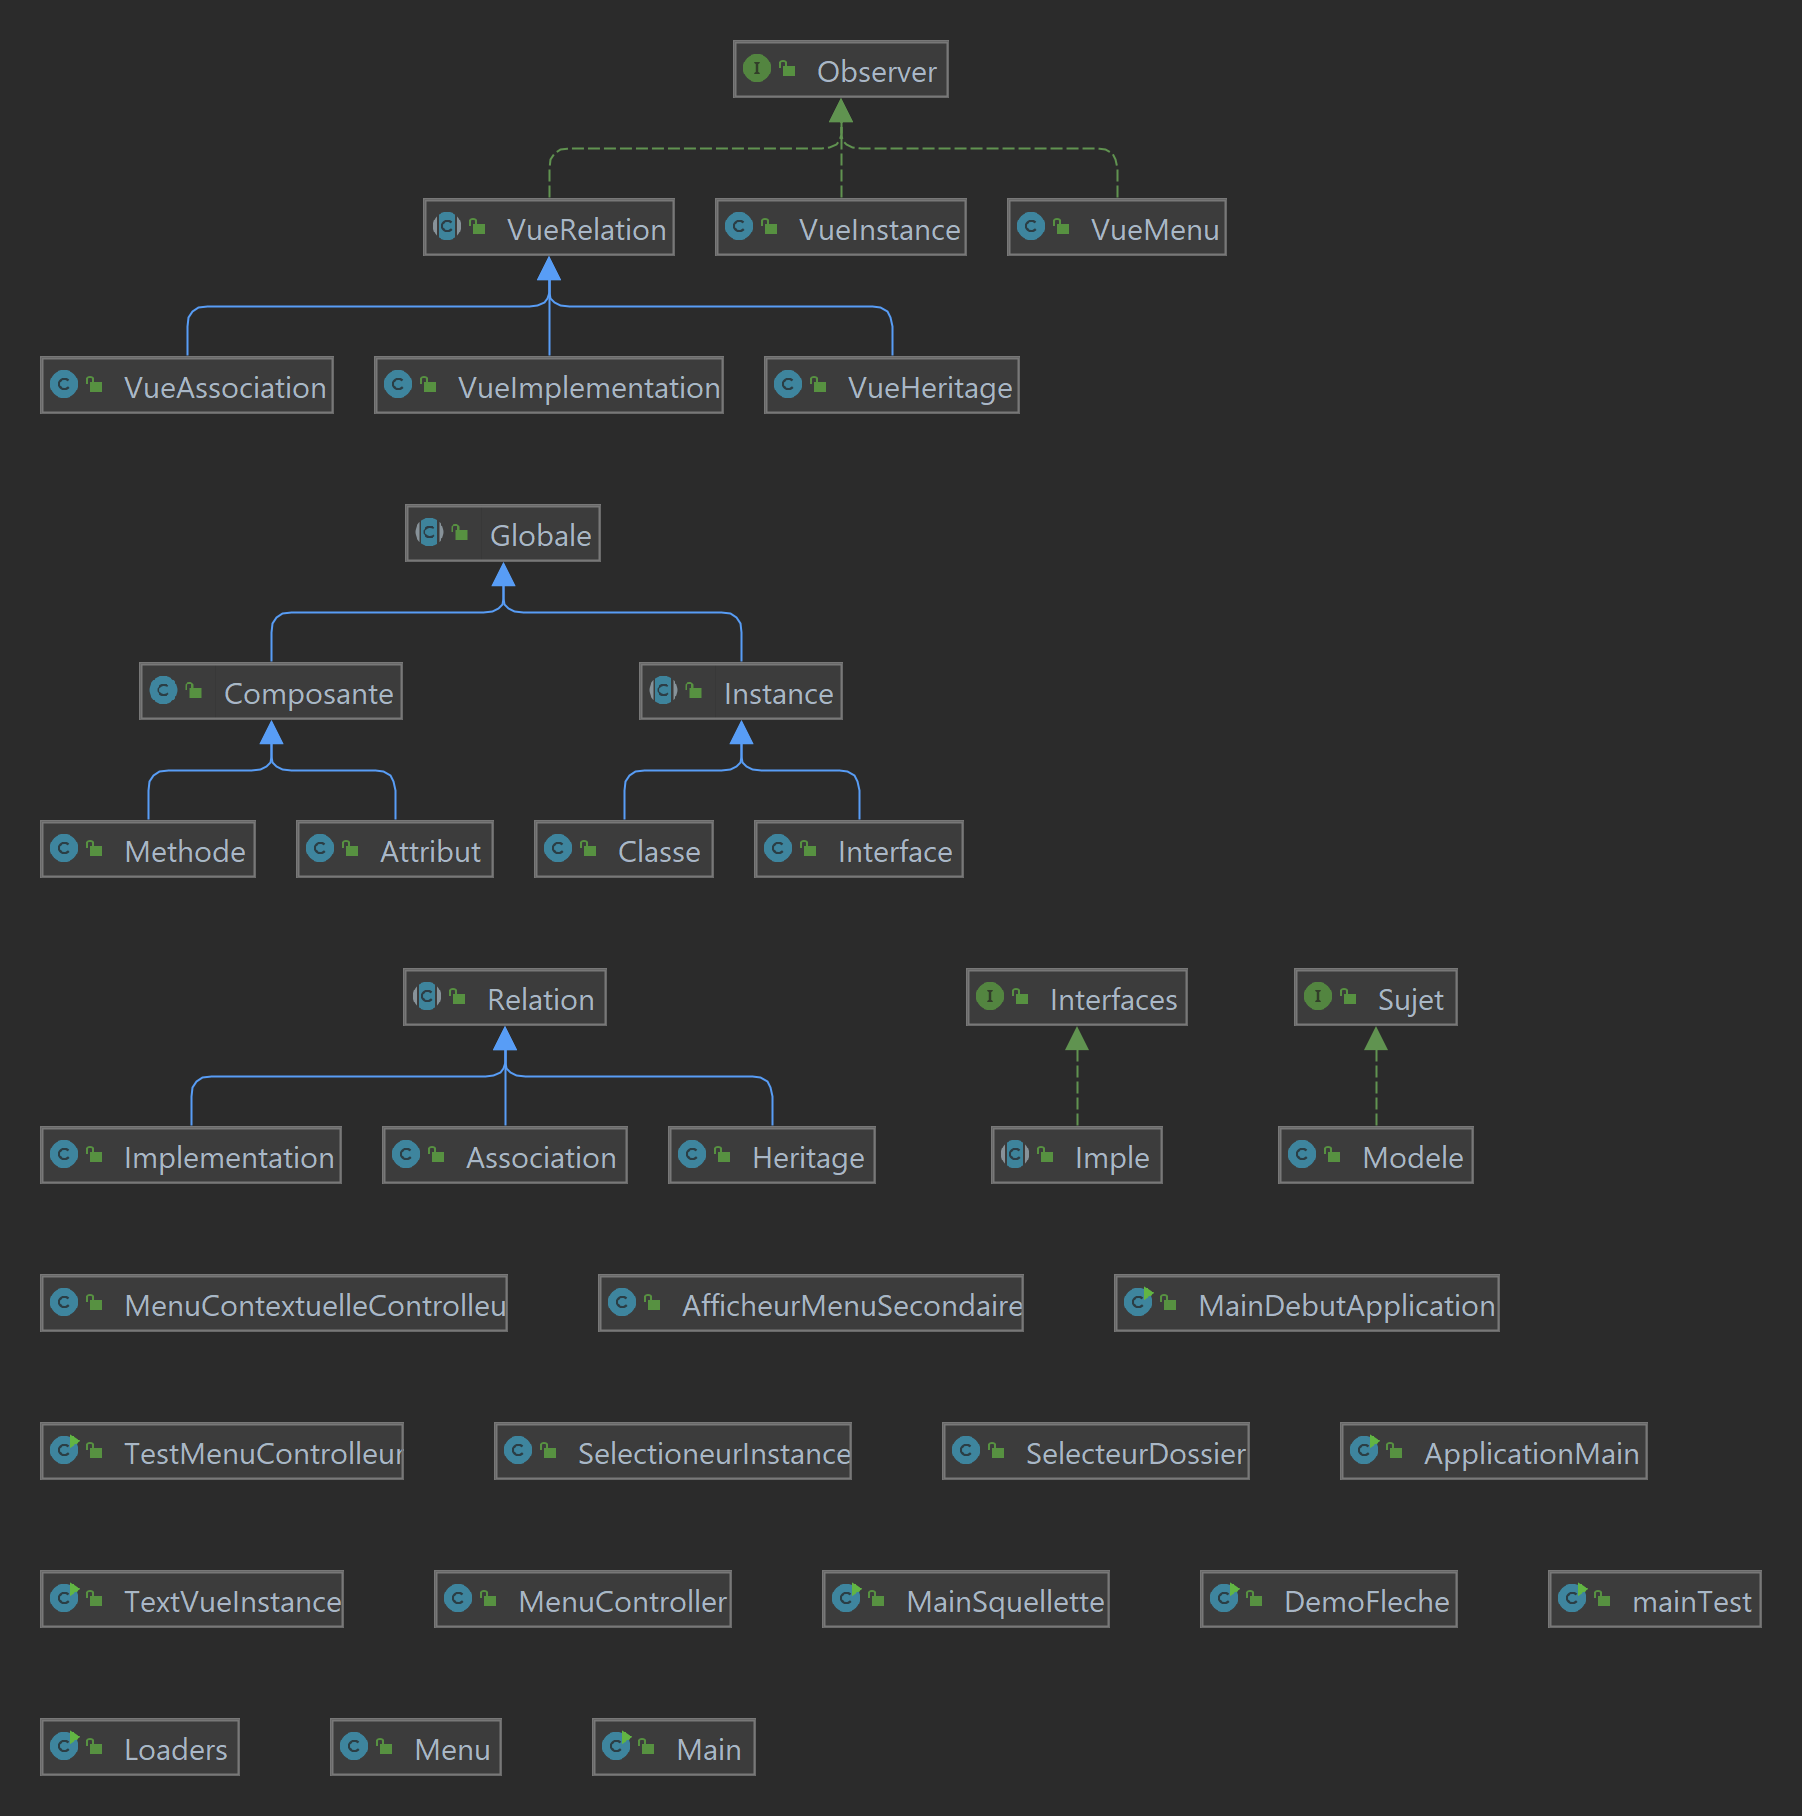 Observer
VueRelation
VueInstance
VueMenu
VueAssociation
VueImplementation
VueHeritage
Globale
Composante
Instance
Methode
Attribut
Classe
Interface
Relation
Interfaces
Sujet
Implementation
Association
Heritage
Imple
Modele
MenuContextuelleControlleu
AfficheurMenuSecondaire
MainDebutApplication
TestMenuControlleur
SelectioneurInstance
SelecteurDossier
ApplicationMain
TextVueInstance
MenuController
MainSquellette
DemoFleche
mainTest
Loaders
Menu
Main